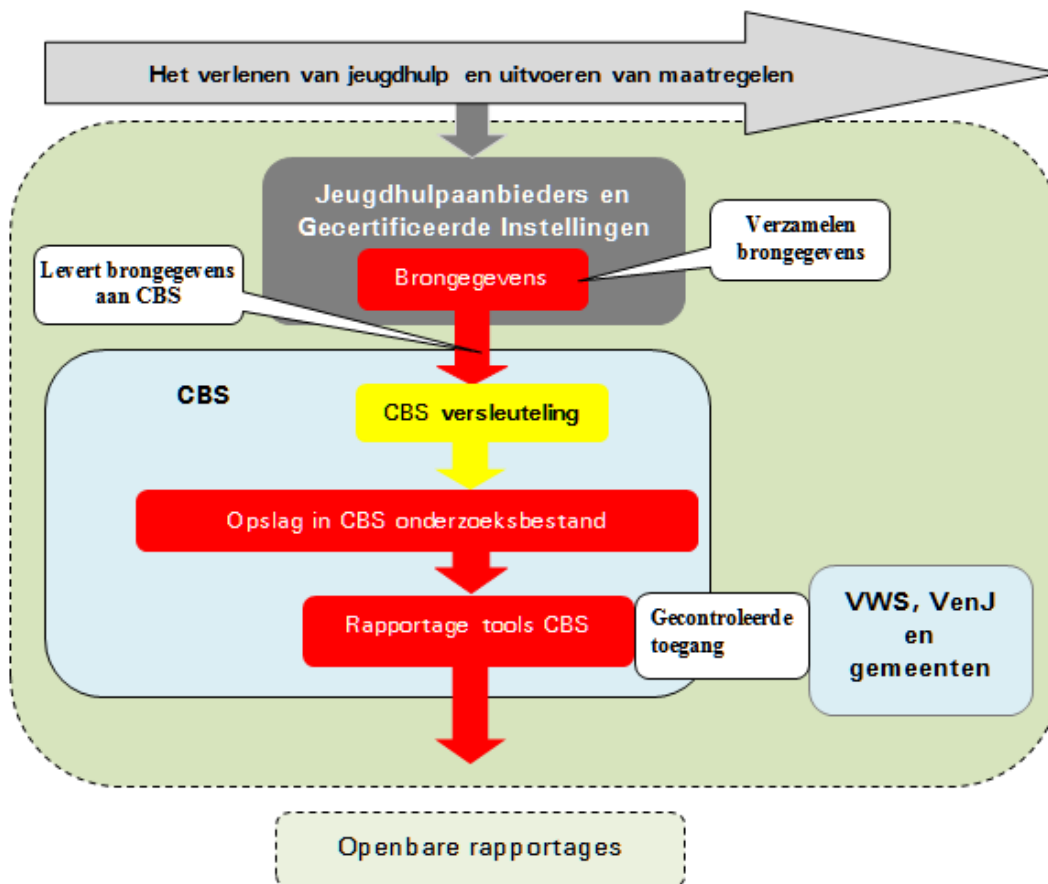 Het verlenen van jeugdhulp en uitvoeren van maatregelen
Jeugdhulpaanbieders en
Gecertificeerde Instellingen
Verzamelen
brongegevens
Levert brongegevens
aan CBS
Brongegevens
CBS
CBS versleuteling
Opslag in CBS onderzoeksbestand
Rapportage tools CBS
Gecontroleerde
toegang
VWS, VenJ
en
gemeenten
Openbare rapportages